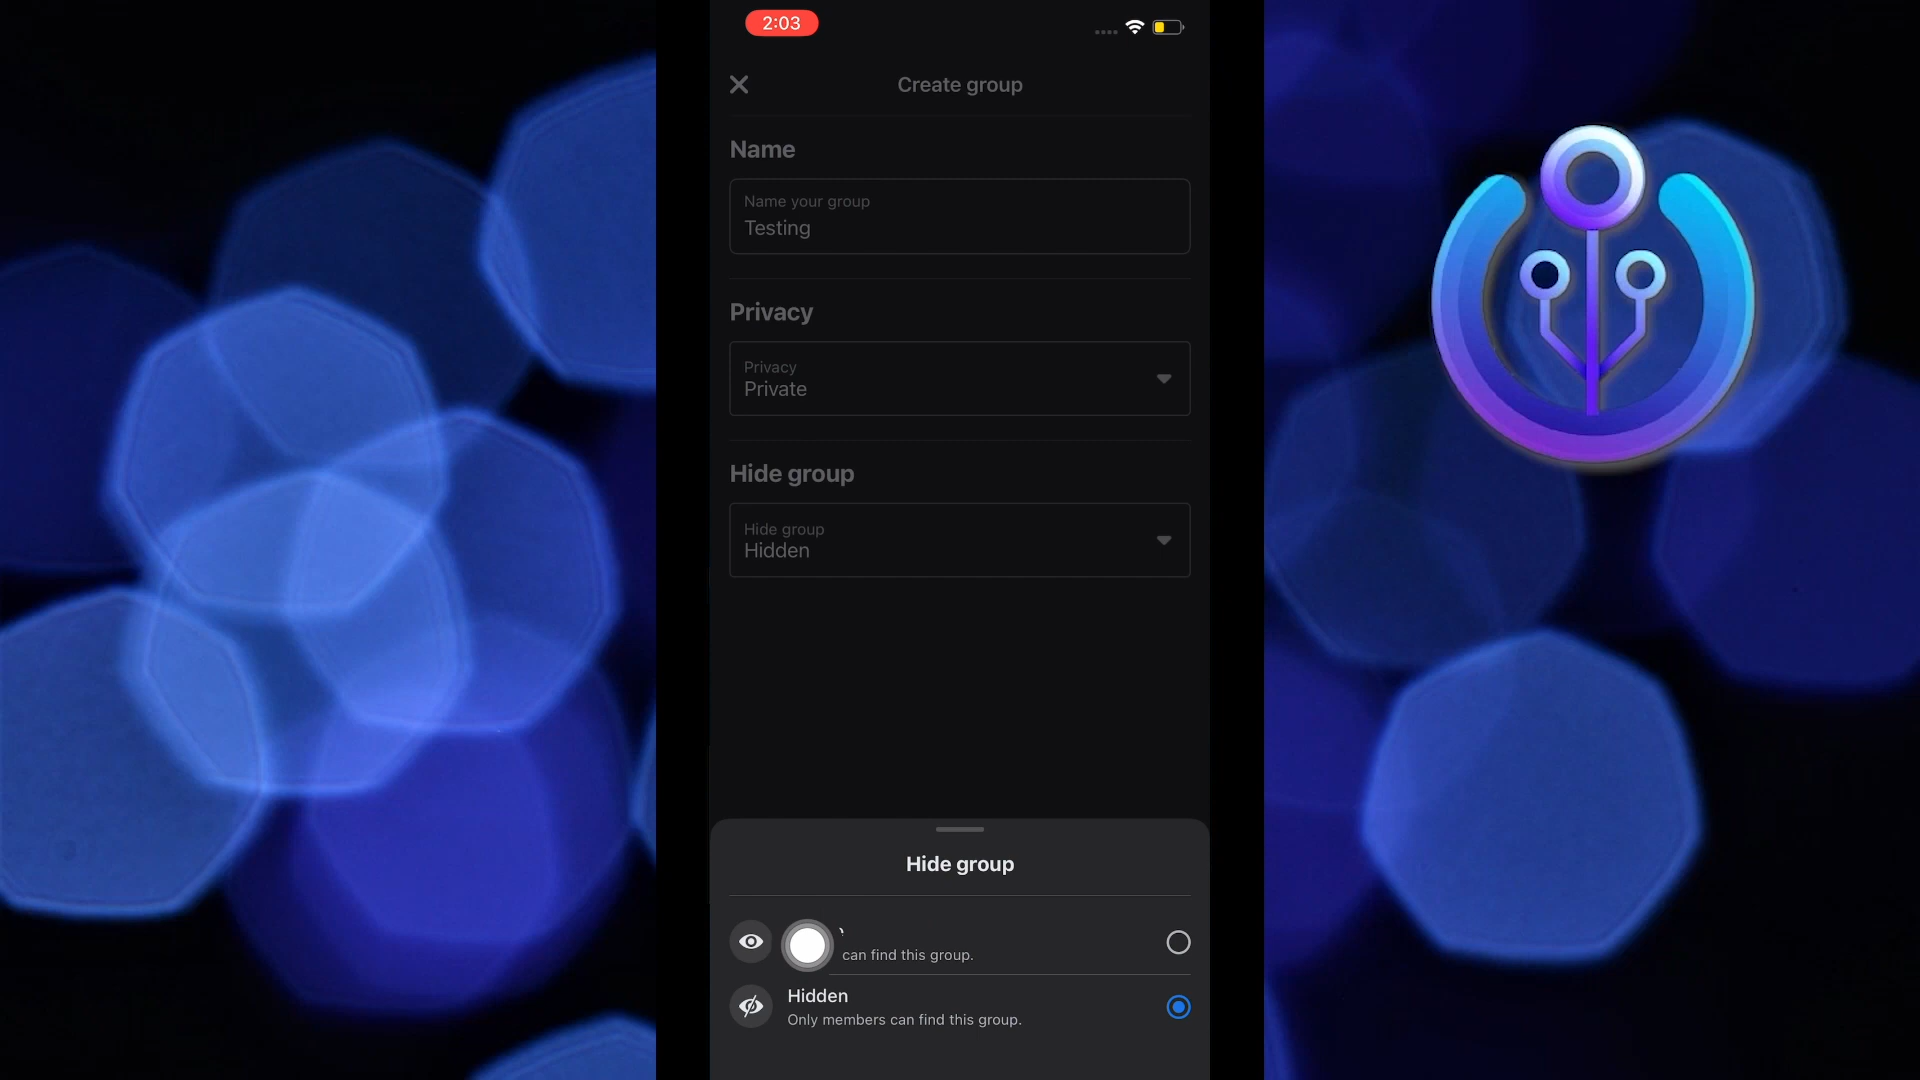 2:03
Create group
Name
Name your group
Testing
Privacy
Privacy
Private
Hide group
Hide group
Hidden
Hide group
can find this group.
Hidden
Only members can find this group.